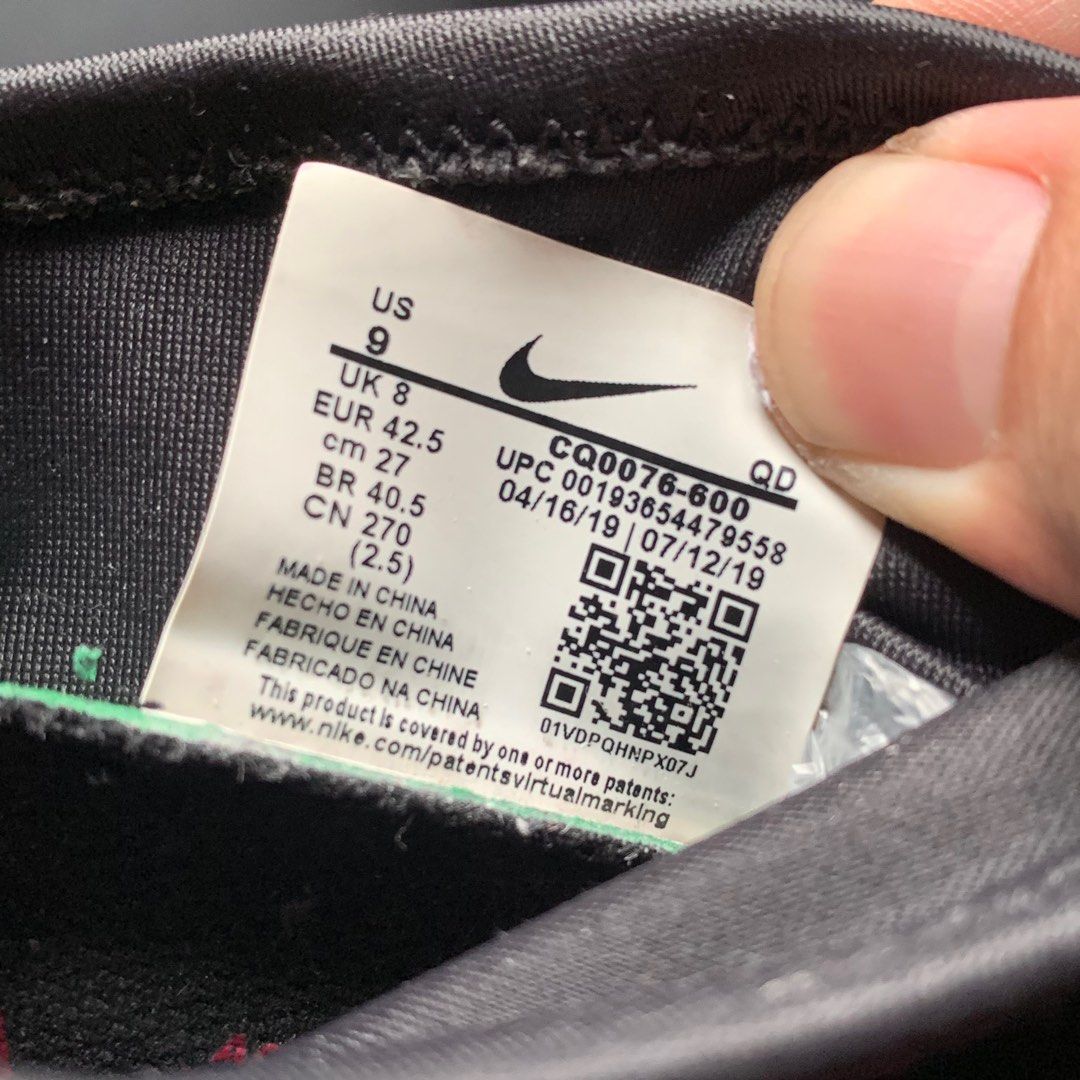 US
9
UK 8
EUR 42.5
cm 27
BR 40.5
CN 270
(2.5)
MADE IN CHINA
HECHO EN CHINA
FABRIQUE EN CHINE
FABRICADO NA CHINA
This product is covered by one or more patents:
www.nike.com/patentsvirtualmarking
QD
CQ0076-600
UPC 00193654479558
04/16/19 | 07/12/19
01VDPQHNPX07J